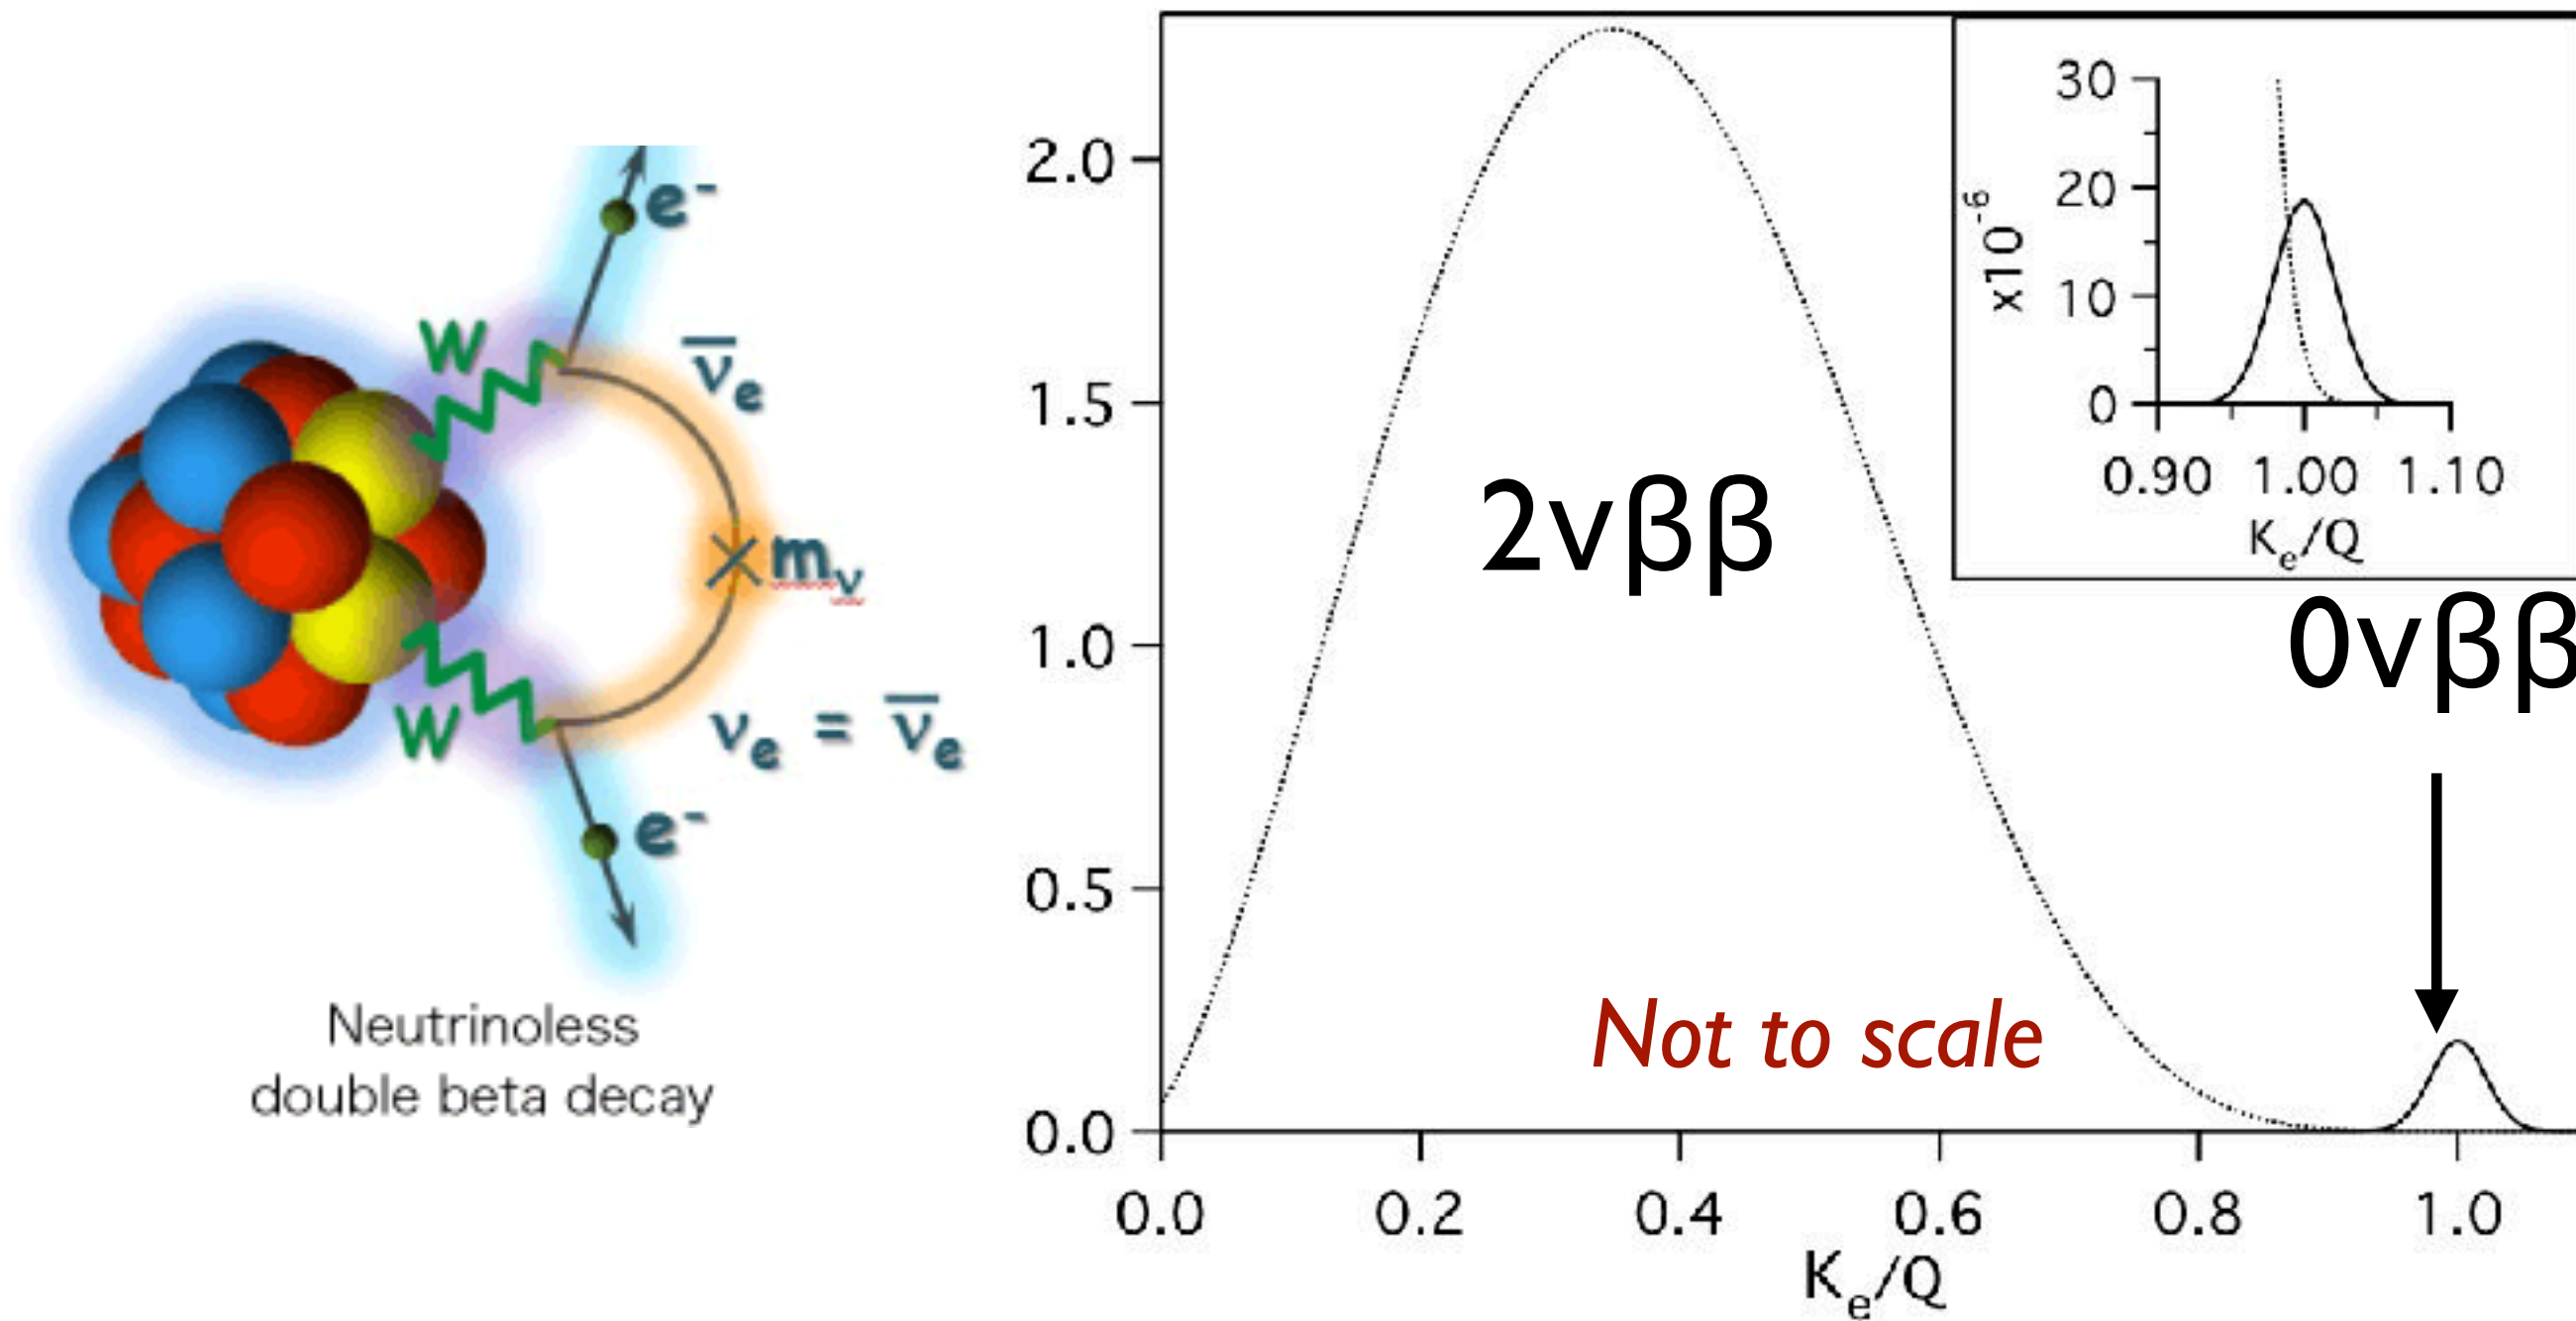 e⁻
W
ν̅e
mν
W
νe = ν̅e
e⁻
Neutrinoless
double beta decay
2.0
1.5
1.0
0.5
0.0
0.0 0.2 0.4 0.6 0.8 1.0
Ke/Q
2νββ
Not to scale
0νββ
30
20
10
0
x10⁻⁶
0.90 1.00 1.10
Ke/Q